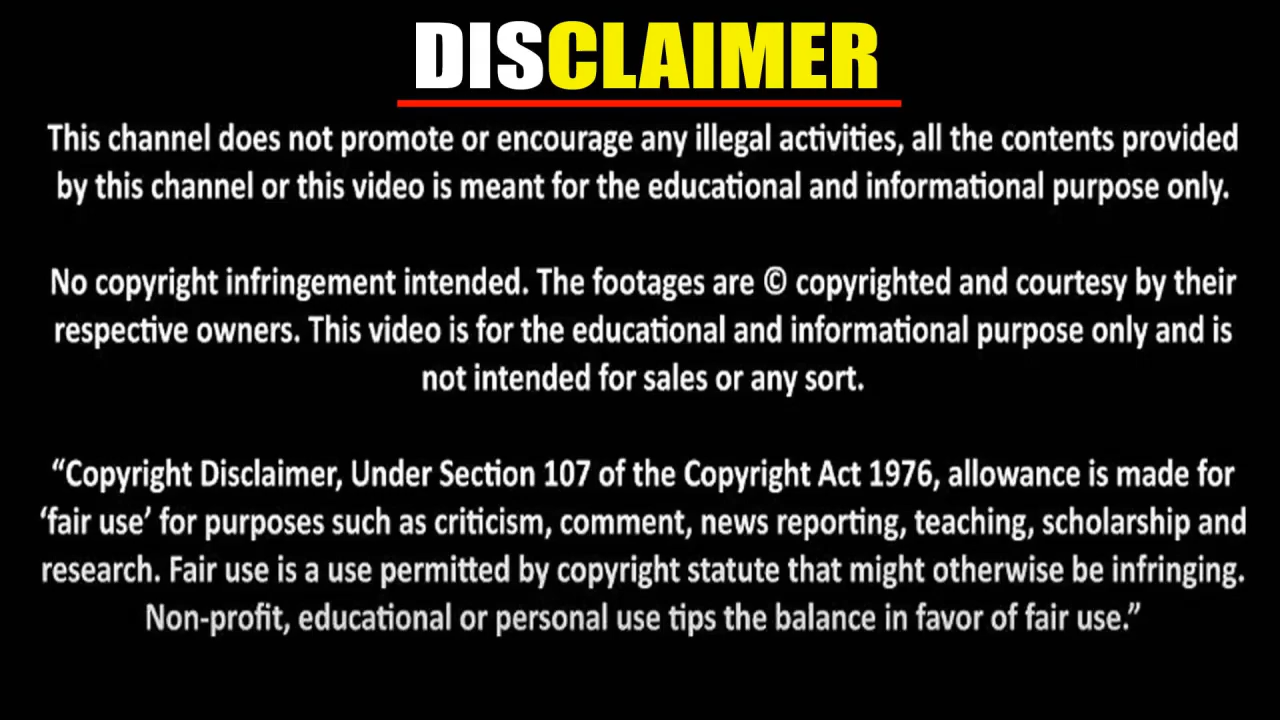 DISCLAIMER
This channel does not promote or encourage any illegal activities, all the contents provided
by this channel or this video is meant for the educational and informational purpose only.
No copyright infringement intended. The footages are © copyrighted and courtesy by their
respective owners. This video is for the educational and informational purpose only and is
not intended for sales or any sort.
“Copyright Disclaimer, Under Section 107 of the Copyright Act 1976, allowance is made for
‘fair use’ for purposes such as criticism, comment, news reporting, teaching, scholarship and
research. Fair use is a use permitted by copyright statute that might otherwise be infringing.
Non-profit, educational or personal use tips the balance in favor of fair use.”